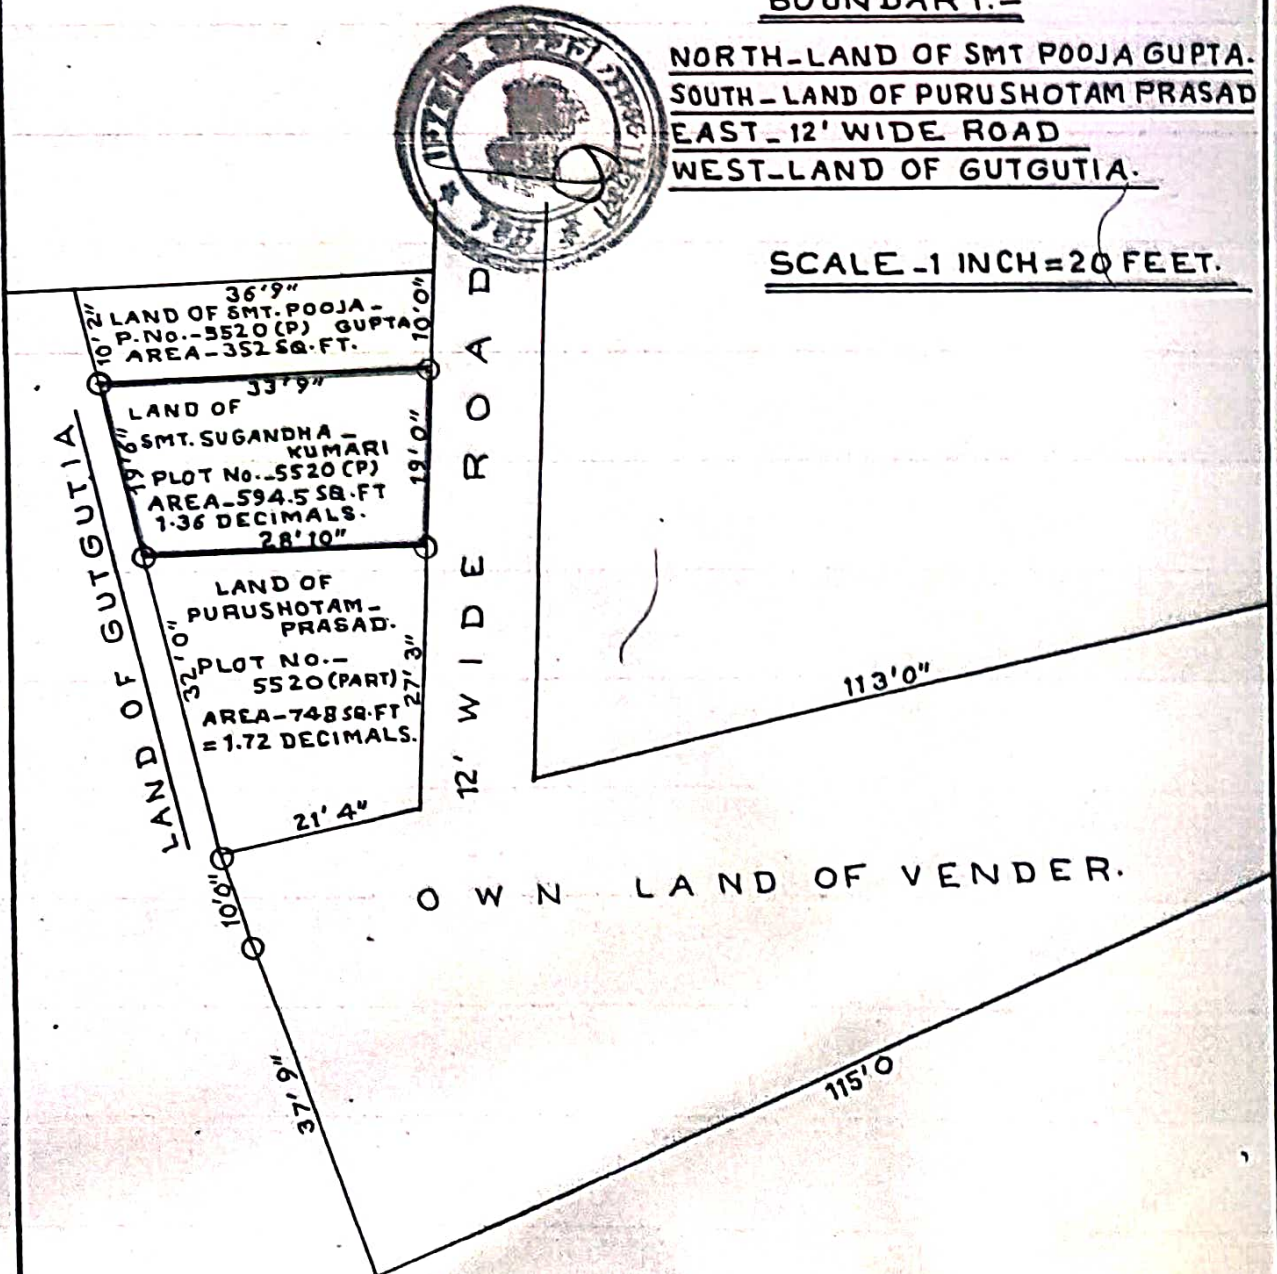 BOUNDARY:-
NORTH-LAND OF SMT POOJA GUPTA.
SOUTH-LAND OF PURUSHOTAM PRASAD
EAST-12' WIDE ROAD
WEST-LAND OF GUTGUTIA.
SCALE-1 INCH=20 FEET.
36'9"
10'2"
LAND OF SMT. POOJA-
P.No.-5520(P) GUPTA
AREA-352 SQ.FT.
10'0"
33'9"
LAND OF
SMT. SUGANDHA-
KUMARI
PLOT No.-5520(P)
AREA-594.5 SQ.FT
1.36 DECIMALS.
19'6"
19'0"
28'10"
LAND OF
PURUSHOTAM-
PRASAD.
PLOT NO.-
5520(PART)
AREA-748 SQ.FT
=1.72 DECIMALS.
32'0"
27'3"
21'4"
LAND OF GUTGUTIA
12' WIDE ROAD
113'0"
OWN LAND OF VENDER.
10'0"
37'9"
115'0